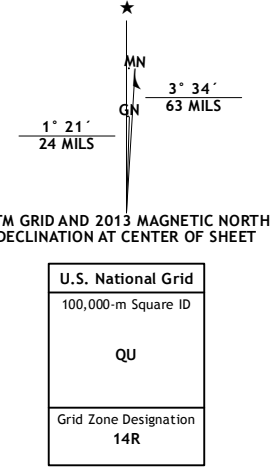 ★
MN
3° 34´
63 MILS
GN
1° 21´
24 MILS
TM GRID AND 2013 MAGNETIC NORTH
DECLINATION AT CENTER OF SHEET
U.S. National Grid
100,000-m Square ID
QU
Grid Zone Designation
14R